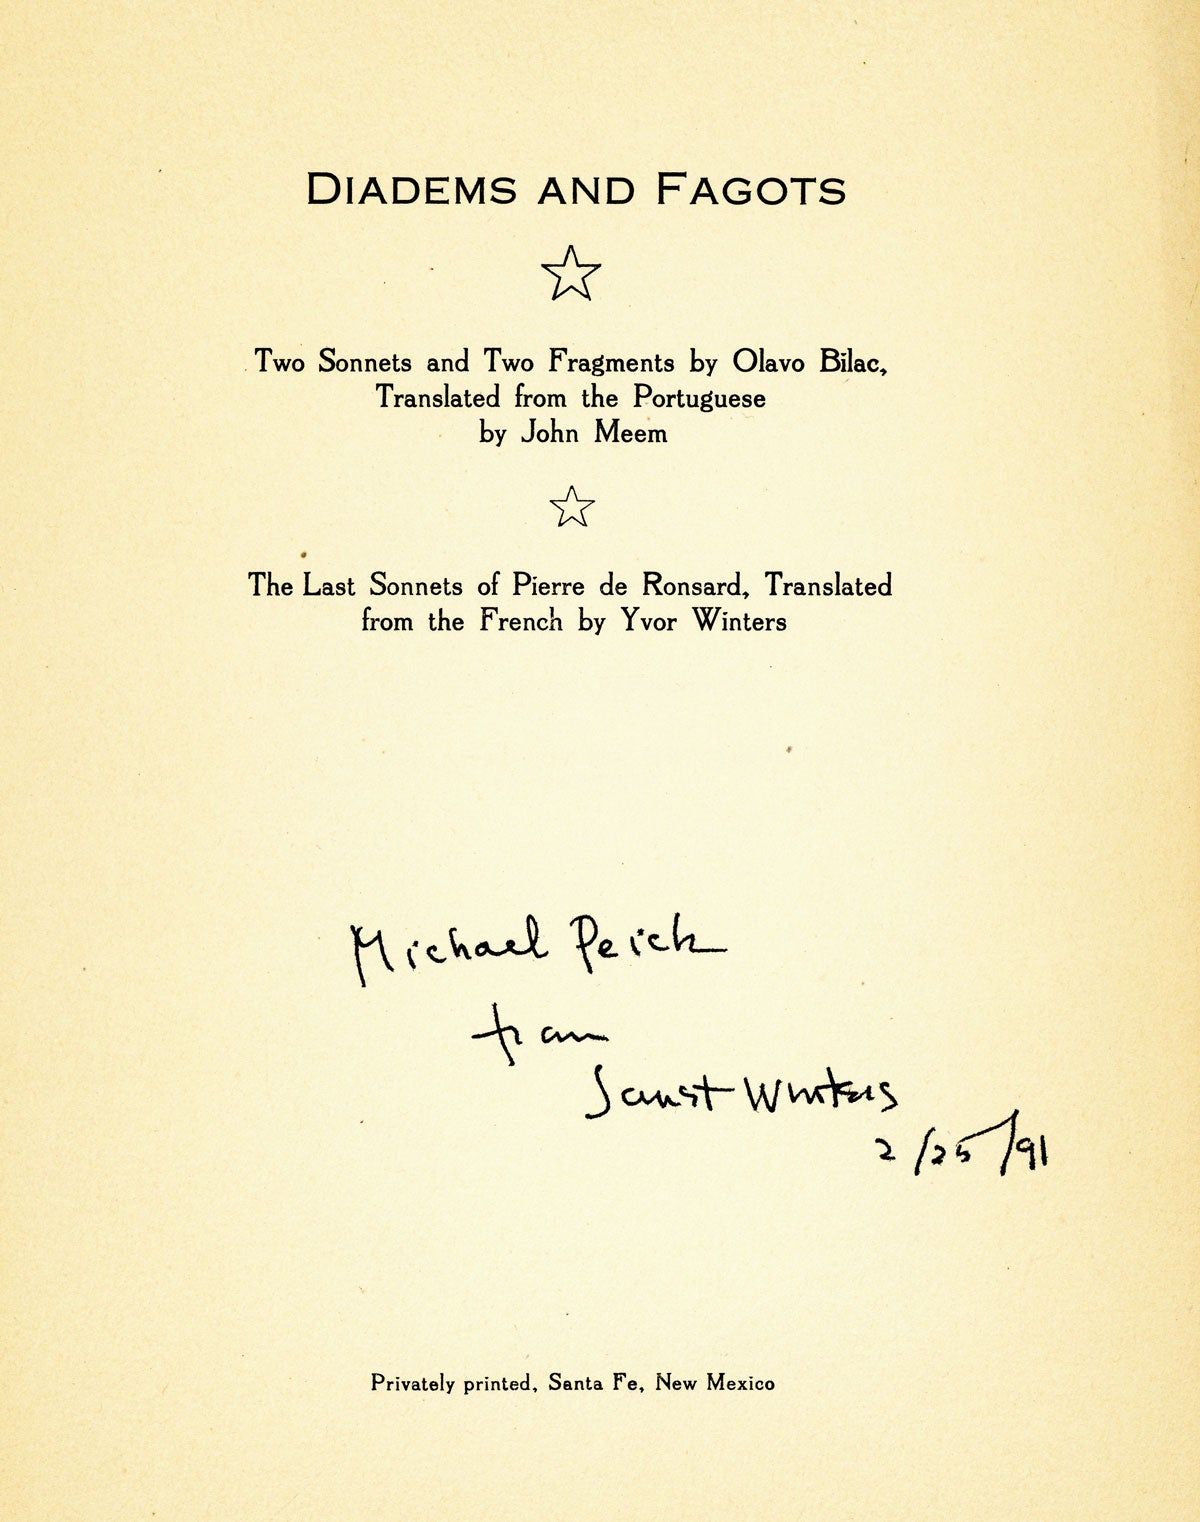 DIADEMS AND FAGOTS
Two Sonnets and Two Fragments by Olavo Bilac,
Translated from the Portuguese
by John Meem
The Last Sonnets of Pierre de Ronsard, Translated
from the French by Yvor Winters
Michael Peich
from
Janet Winters
2/25/91
Privately printed, Santa Fe, New Mexico